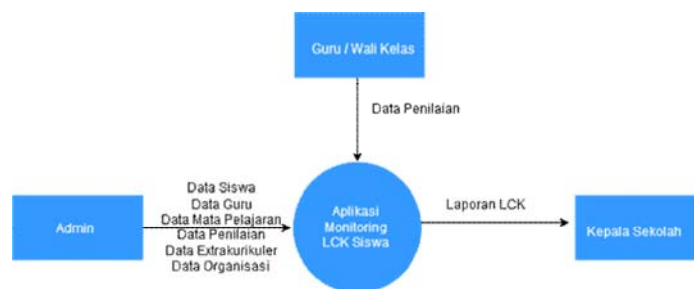 Guru / Wali Kelas
Data Penilaian
Data Siswa
Data Guru
Data Mata Pelajaran
Data Penilaian
Data Extrakurikuler
Data Organisasi
Admin
Aplikasi
Monitoring
LCK Siswa
Laporan LCK
Kepala Sekolah